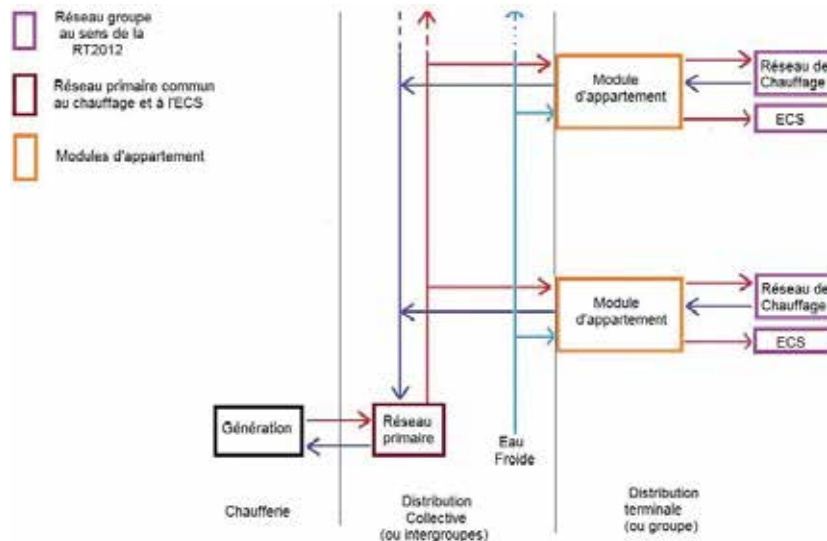 Réseau groupe
au sens de la
RT2012
Réseau primaire commun
au chauffage et à l'ECS
Modules d'appartement
Module
d'appartement
Réseau de
Chauffage
ECS
Module
d'appartement
Réseau de
Chauffage
ECS
Génération
Réseau
primaire
Eau
Froide
Chaufferie
Distribution
Collective
(ou intergroupes)
Distribution
terminale
(ou groupe)